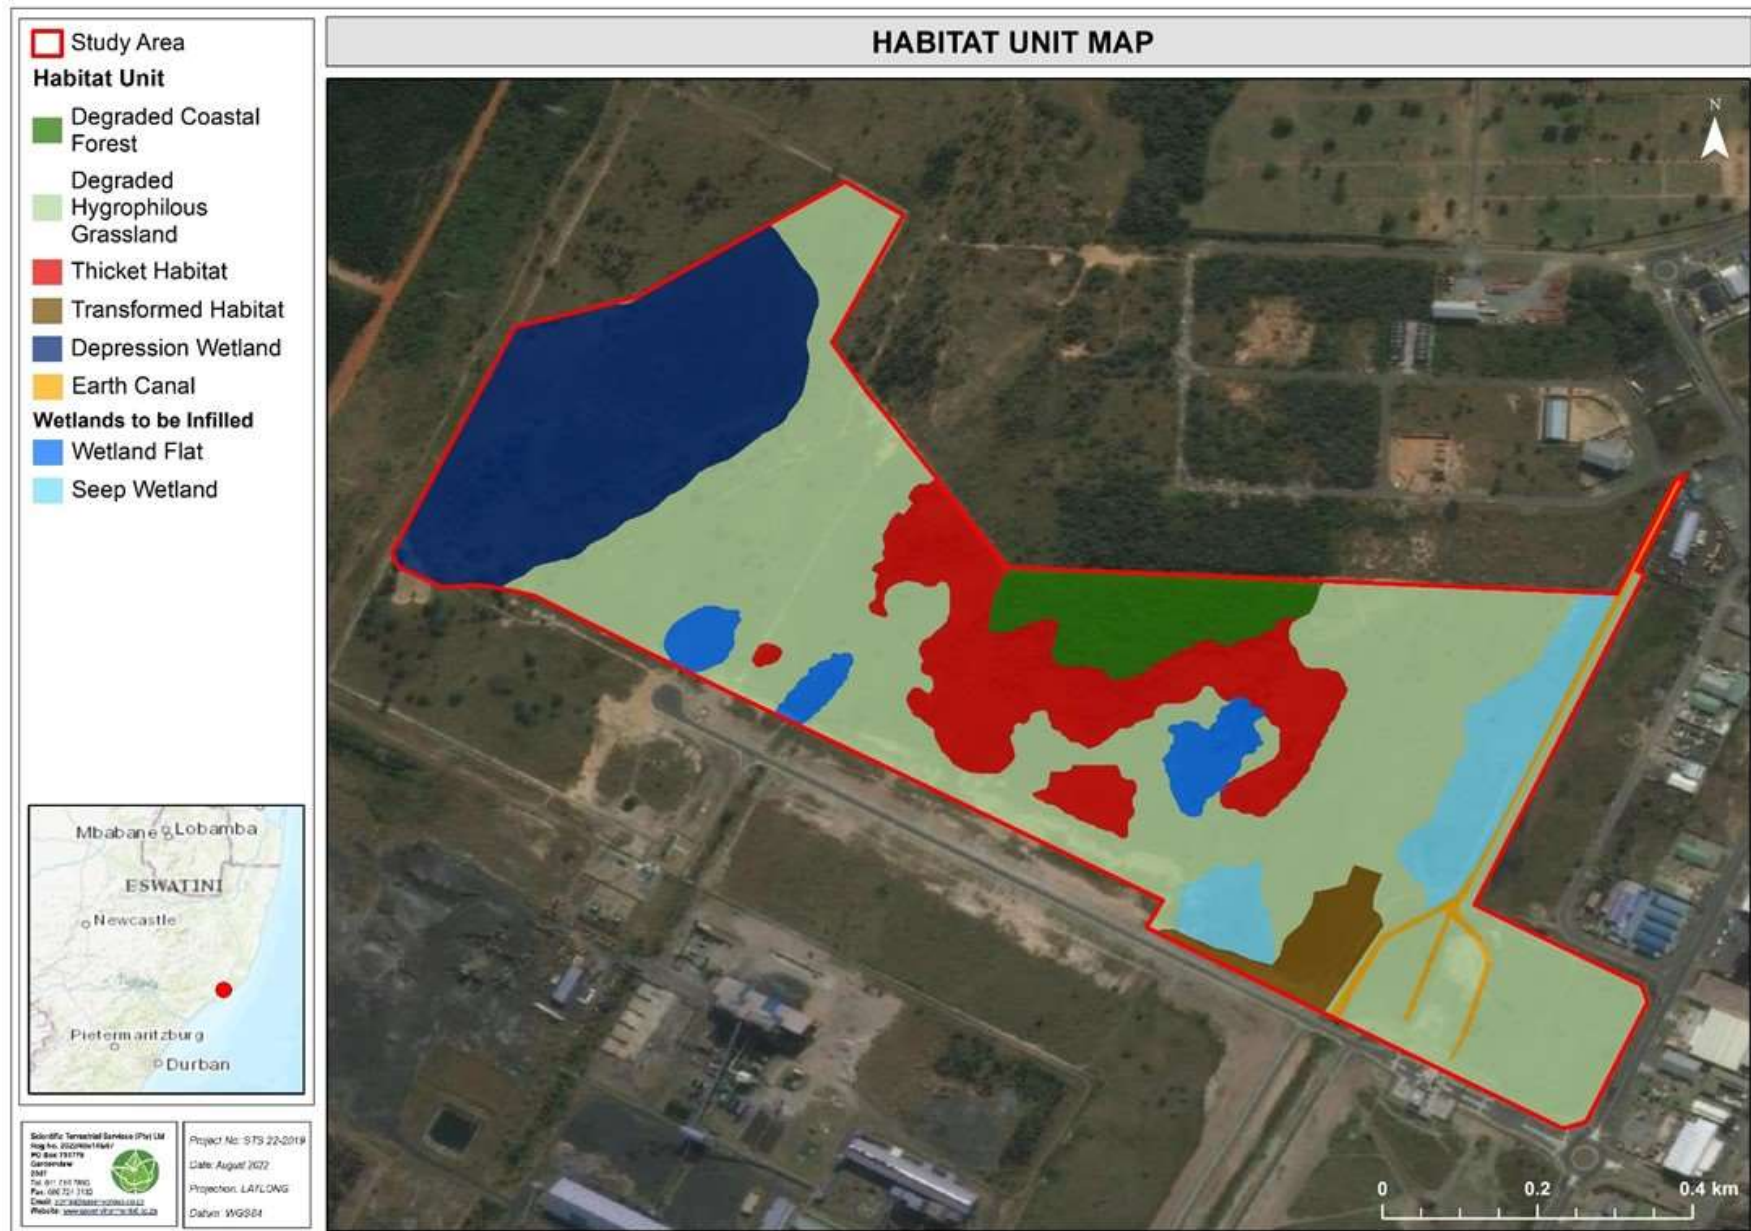 HABITAT UNIT MAP
Study Area
Habitat Unit
Degraded Coastal
Forest
Degraded
Hygrophilous
Grassland
Thicket Habitat
Transformed Habitat
Depression Wetland
Earth Canal
Wetlands to be Infilled
Wetland Flat
Seep Wetland
N
Mbabane
Lobamba
ESWATINI
Newcastle
Pietermaritzburg
Durban
Scientific Terrestrial Services (Pty) Ltd
PO Box
Project No: STS 22-2019
Date: August 2022
Projection: LATLONG
Datum: WGS84
0 0.2 0.4 km